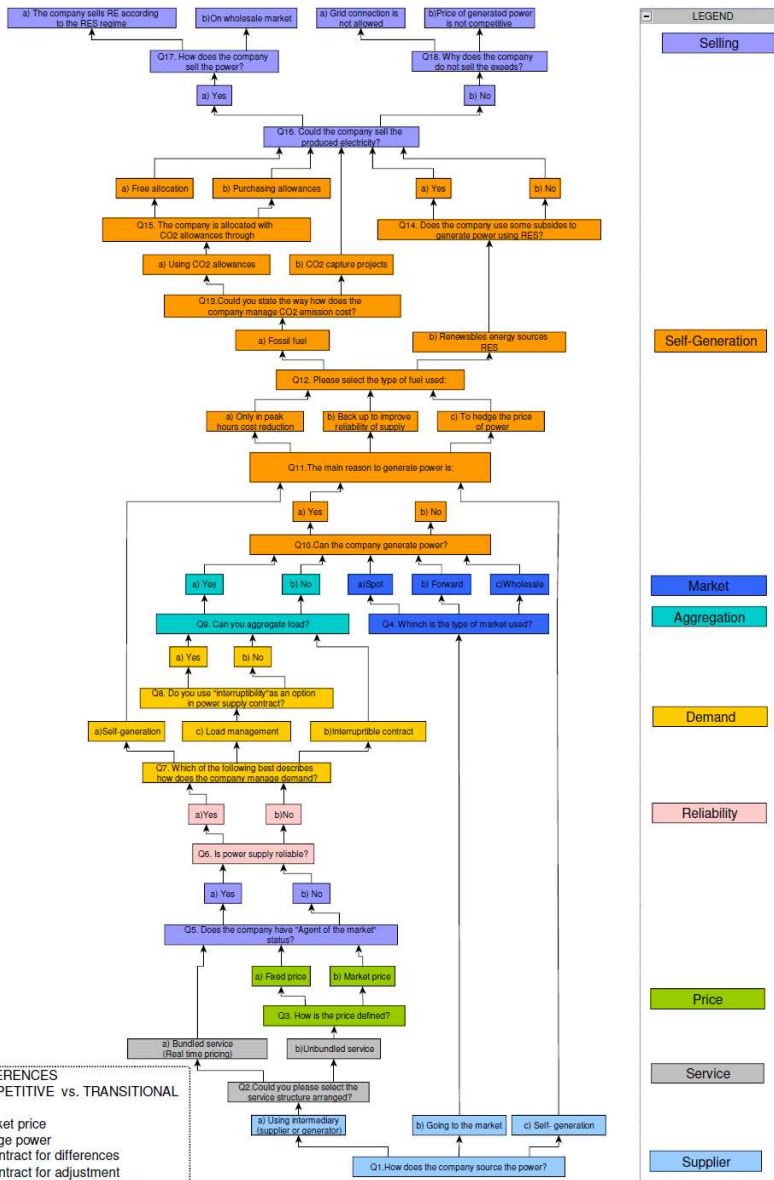 a) The company sells RE according
to the RES regime
b)On wholesale market
a) Grid connection is
not allowed
b)Price of generated power
is not competitive
LEGEND
Selling
Q17. How does the company
sell the power?
Q18. Why does the company
do not sell the exeeds?
a) Yes
b) No
Q16. Could the company sell the
produced electricity?
a) Free allocation
b) Purchasing allowances
a) Yes
b) No
Q15. The company is allocated with
CO2 allowances through
Q14. Does the company use some subsides to
generate power using RES?
a) Using CO2 allowances
b) CO2 capture projects
Q13.Could you state the way how does the
company manage CO2 emission cost?
a) Fossil fuel
b) Renewables energy sources
RES
Self-Generation
Q12. Please select the type of fuel used:
a) Only in peak
hours cost reduction
b) Back up to improve
reliability of supply
c) To hedge the price
of power
Q11.The main reason to generate power is:
a) Yes
b) No
Q10.Can the company generate power?
a) Yes
b) No
a)Spot
b) Forward
c)Wholesale
Market
Q9. Can you aggregate load?
Q4. Whinch is the type of market used?
Aggregation
a) Yes
b) No
Q8. Do you use "interruptibility"as an option
in power supply contract?
a)Self-generation
c) Load management
b)Interruprtible contract
Demand
Q7. Which of the following best describes
how does the company manage demand?
a)Yes
b)No
Reliability
Q6. Is power supply reliable?
a) Yes
b) No
Q5. Does the company have "Agent of the market"
status?
a) Fixed price
b) Market price
Price
Q3. How is the price defined?
a) Bundled service
(Real time pricing)
b)Unbundled service
Service
ERENCES
PETITIVE vs. TRANSITIONAL
Q2.Could you please select the
service structure arranged?
ket price
ge power
ntract for differences
ntract for adjustment
a) Using intermediary
(supplier or generator)
b) Going to the market
c) Self- generation
Q1.How does the company source the power?
Supplier